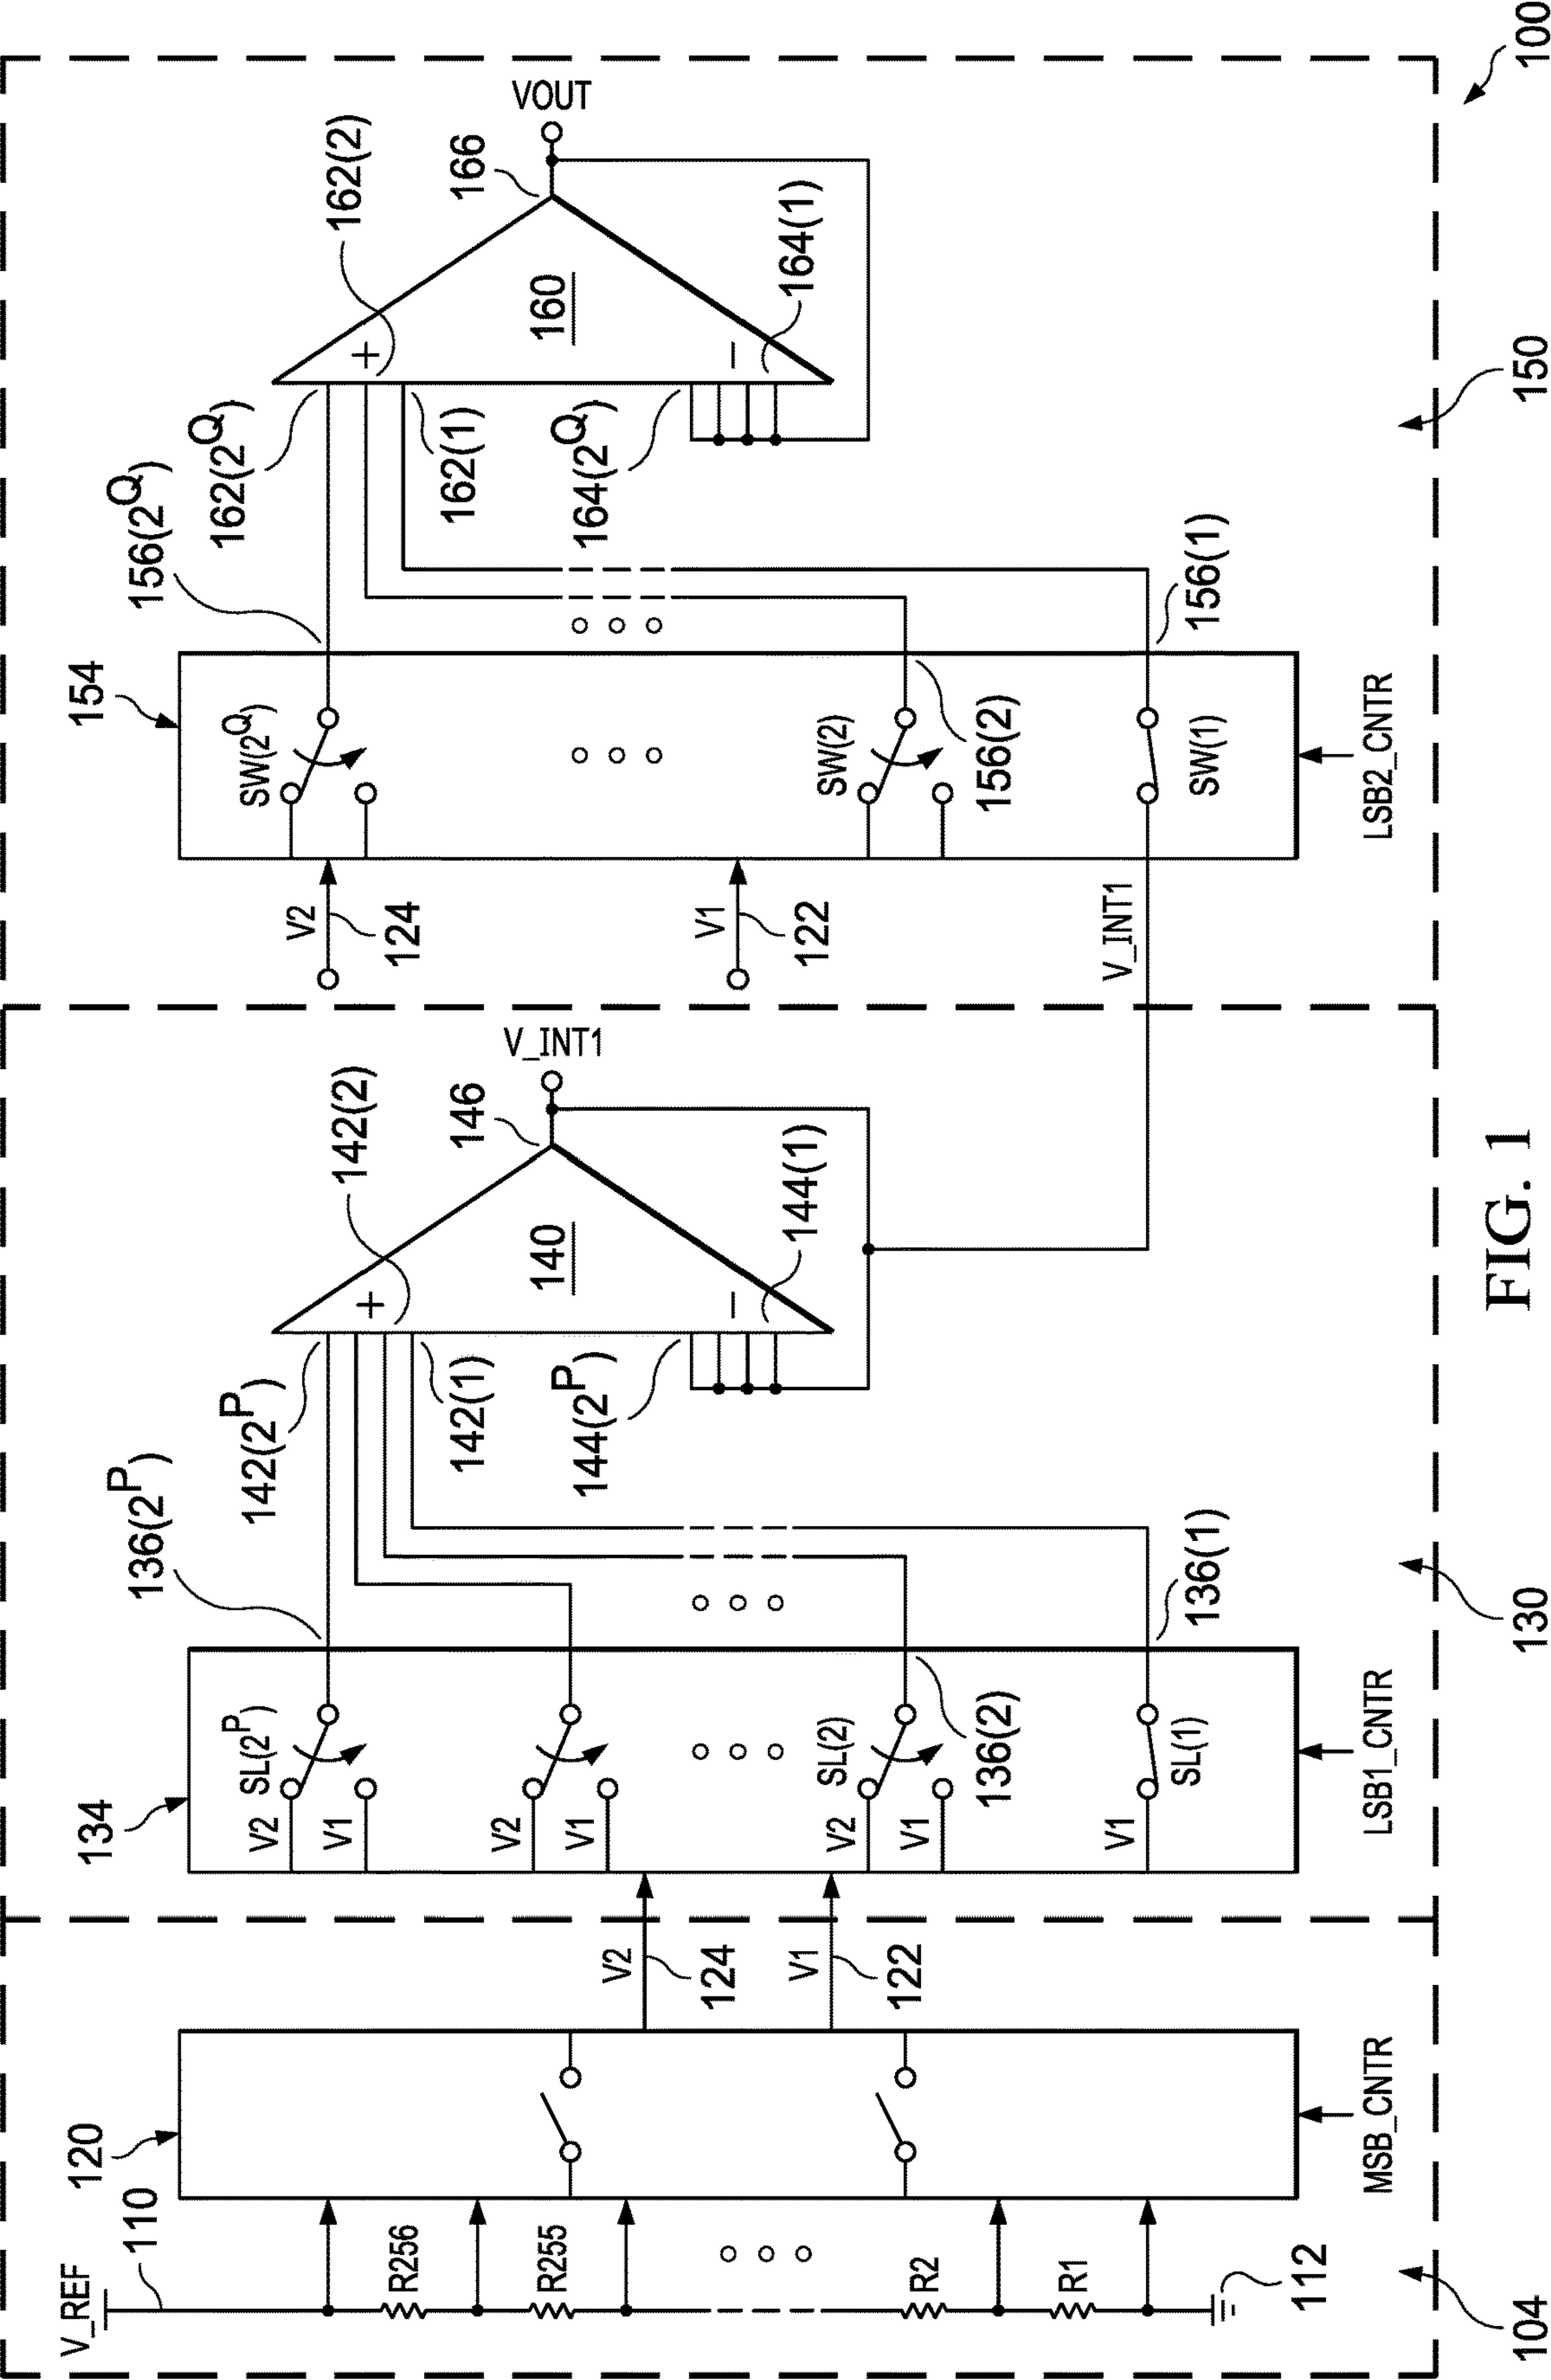 V_REF
110
120
R256
R255
R2
R1
112
104
MSB_CNTR
V2
124
V1
122
134
SL(2^P)
V2
V1
V2
V1
SL(2)
V2
V1
SL(1)
V1
LSB1_CNTR
136(2^P)
136(2)
136(1)
130
142(2^P)
142(2)
142(1)
144(2^P)
144(1)
+
−
140
146
V_INT1
V_INT1
V2
124
V1
122
154
SW(2^Q)
SW(2)
SW(1)
LSB2_CNTR
156(2^Q)
156(2)
156(1)
150
162(2^Q)
162(2)
162(1)
164(2^Q)
164(1)
+
−
160
166
VOUT
100
FIG. 1